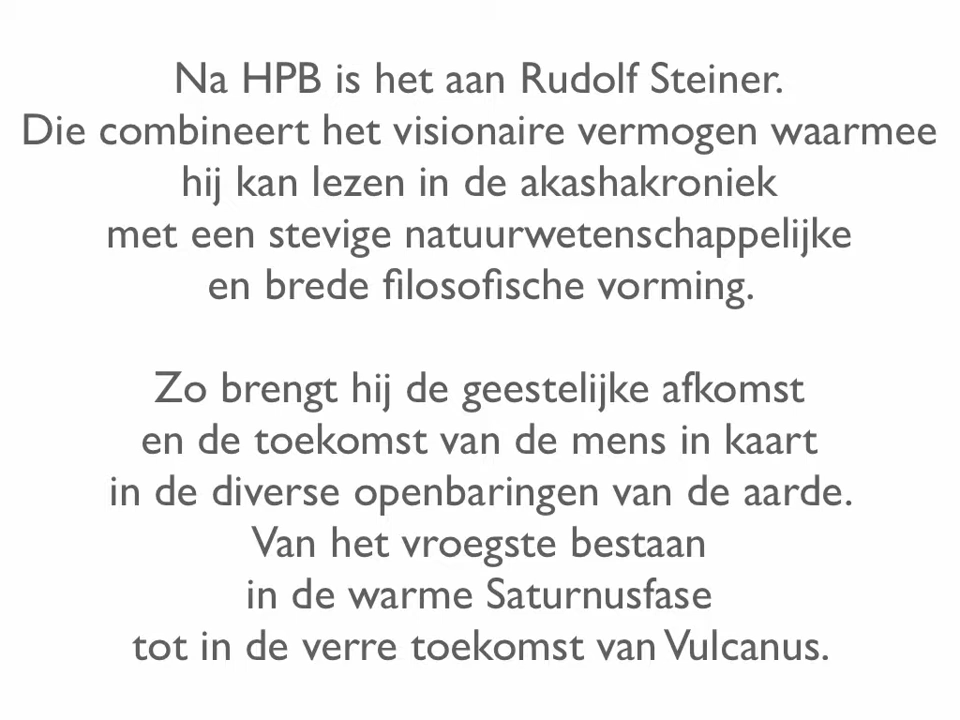 Na HPB is het aan Rudolf Steiner.
Die combineert het visionaire vermogen waarmee
hij kan lezen in de akashakroniek
met een stevige natuurwetenschappelijke
en brede filosofische vorming.
Zo brengt hij de geestelijke afkomst
en de toekomst van de mens in kaart
in de diverse openbaringen van de aarde.
Van het vroegste bestaan
in de warme Saturnusfase
tot in de verre toekomst van Vulcanus.